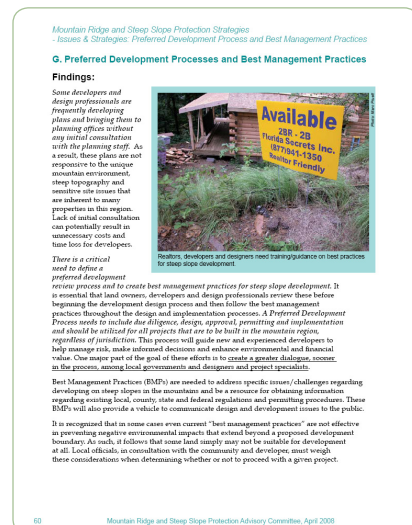 Mountain Ridge and Steep Slope Protection Strategies
- Issues & Strategies: Preferred Development Process and Best Management Practices
G. Preferred Development Processes and Best Management Practices
Findings:
Some developers and
design professionals are
frequently developing
plans and bringing them to
planning offices without
any initial consultation
with the planning staff. As
a result, these plans are not
responsive to the unique
mountain environment,
steep topography and
sensitive site issues that
are inherent to many
properties in this region.
Lack of initial consultation
can potentially result in
unnecessary costs and
time loss for developers.
Available
2BR - 2B
Florida Secrets Inc.
(877)941-1350
Realtor Friendly
Realtors, developers and designers need training/guidance on best practices
for steep slope development.
There is a critical
need to define a
preferred development
review process and to create best management practices for steep slope development. It
is essential that land owners, developers and design professionals review these before
beginning the development design process and then follow the best management
practices throughout the design and implementation processes. A Preferred Development
Process needs to include due diligence, design, approval, permitting and implementation
and should be utilized for all projects that are to be built in the mountain region,
regardless of jurisdiction. This process will guide new and experienced developers to
help manage risk, make informed decisions and enhance environmental and financial
value. One major part of the goal of these efforts is to create a greater dialogue, sooner
in the process, among local governments and designers and project specialists.
Best Management Practices (BMPs) are needed to address specific issues/challenges regarding
developing on steep slopes in the mountains and be a resource for obtaining information
regarding existing local, county, state and federal regulations and permitting procedures. These
BMPs will also provide a vehicle to communicate design and development issues to the public.
It is recognized that in some cases even current "best management practices" are not effective
in preventing negative environmental impacts that extend beyond a proposed development
boundary. As such, it follows that some land simply may not be suitable for development
at all. Local officials, in consultation with the community and developer, must weigh
these considerations when determining whether or not to proceed with a given project.
60 Mountain Ridge and Steep Slope Protection Advisory Committee, April 2008